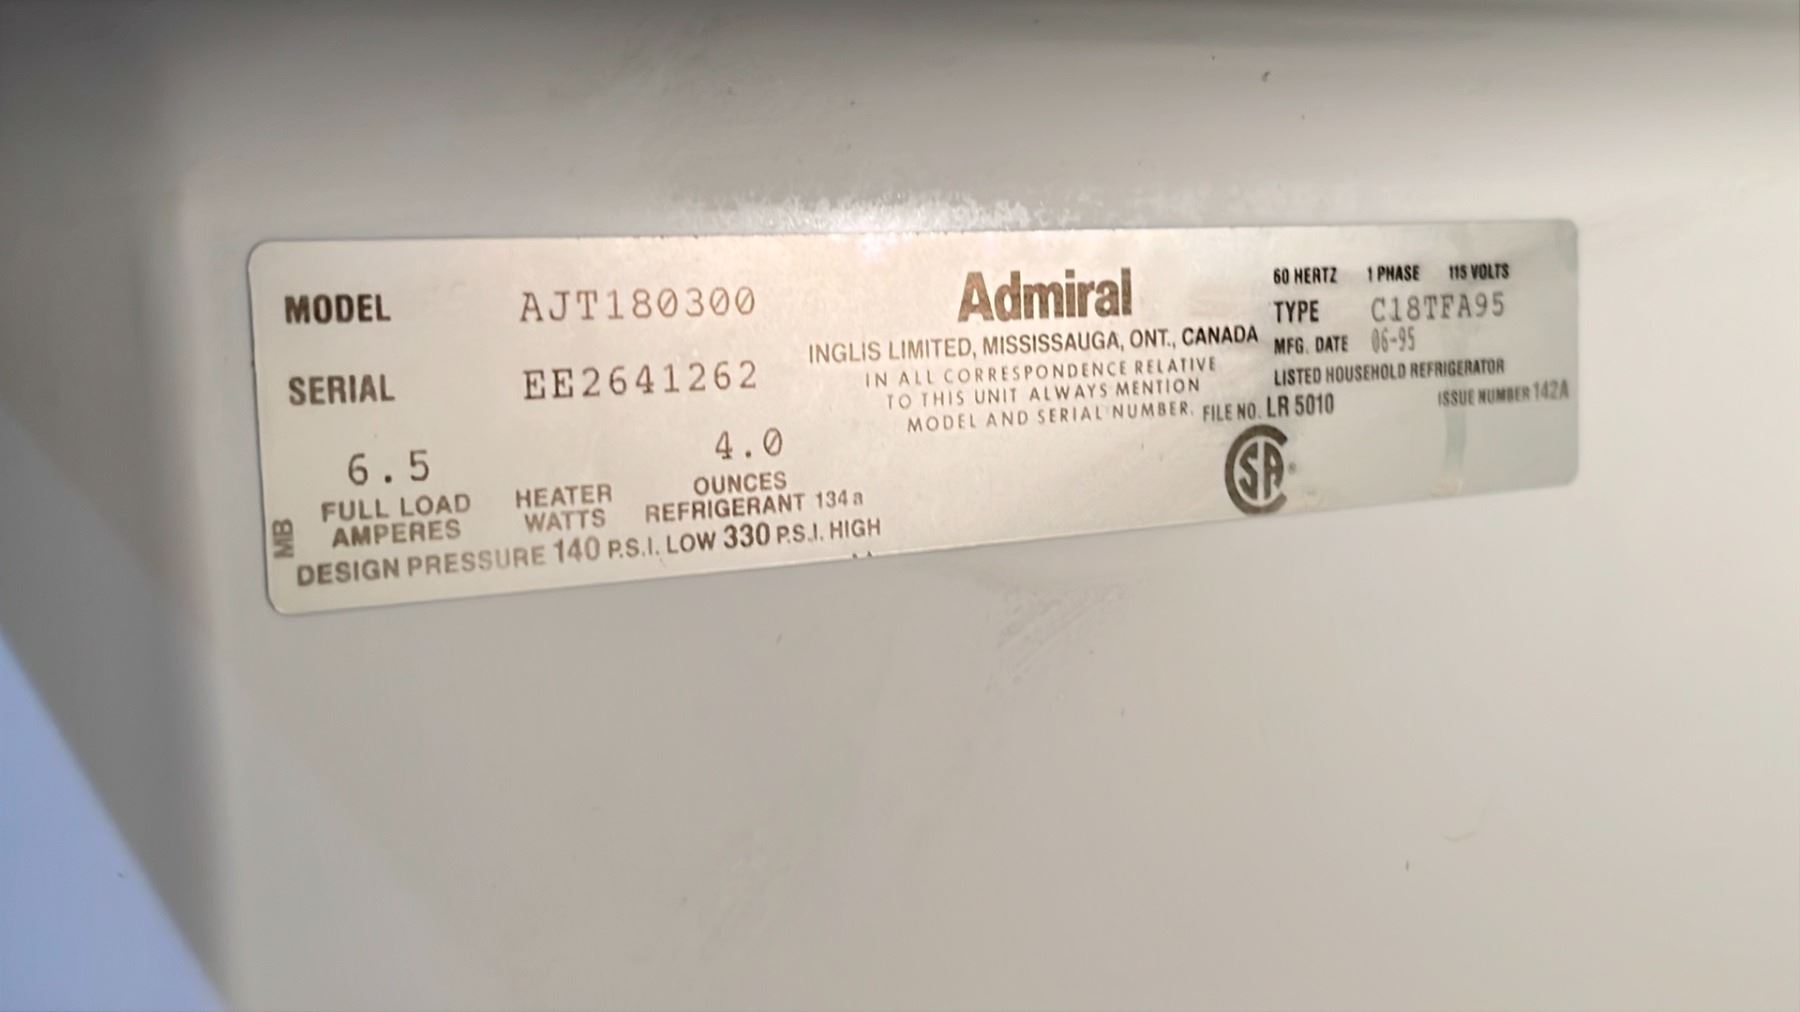 MODEL AJT180300
SERIAL EE2641262
6.5
FULL LOAD
AMPERES
HEATER
WATTS
4.0
OUNCES
REFRIGERANT 134a
MB
DESIGN PRESSURE 140 P.S.I. LOW 330 P.S.I. HIGH
Admiral
INGLIS LIMITED, MISSISSAUGA, ONT., CANADA
IN ALL CORRESPONDENCE RELATIVE
TO THIS UNIT ALWAYS MENTION
MODEL AND SERIAL NUMBER.
60 HERTZ 1 PHASE 115 VOLTS
TYPE C18TFA95
MFG. DATE 06-95
LISTED HOUSEHOLD REFRIGERATOR
FILE NO. LR 5010 ISSUE NUMBER 142A
SA®